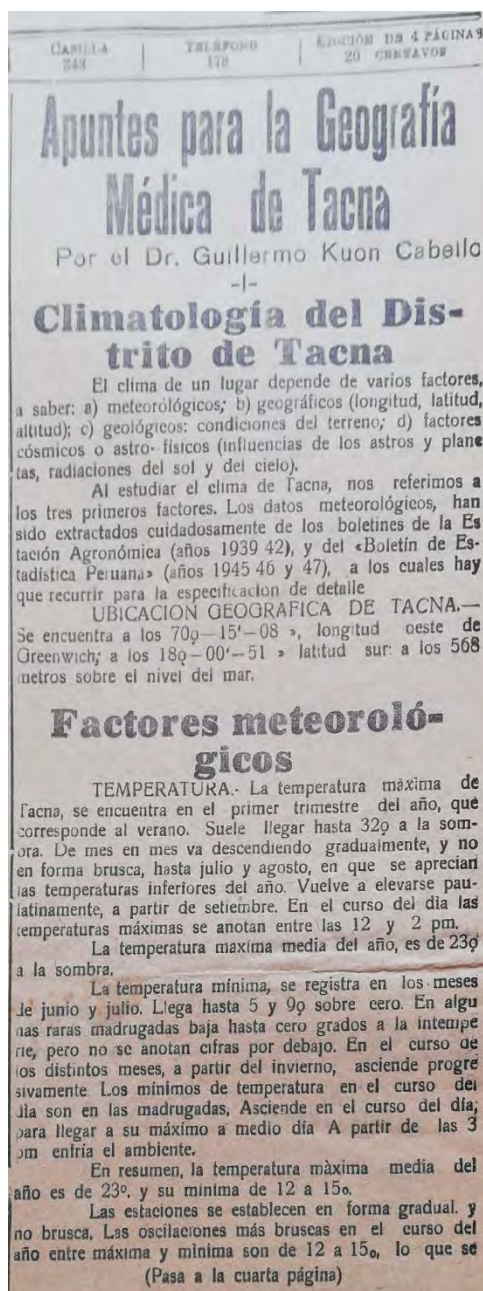 CASILLA
TELÉFONO
EDICIÓN DE 4 PÁGINAS
348
178
20 CENTAVOS
Apuntes para la Geografía
Médica de Tacna
Por el Dr. Guillermo Kuon Cabello
-I-
Climatología del Dis-
trito de Tacna
El clima de un lugar depende de varios factores,
a saber: a) meteorológicos; b) geográficos (longitud, latitud,
altitud); c) geológicos: condiciones del terreno; d) factores
cósmicos o astro- físicos (influencias de los astros y plane
tas, radiaciones del sol y del cielo).
Al estudiar el clima de Tacna, nos referimos a
los tres primeros factores. Los datos meteorológicos, han
sido extractados cuidadosamente de los boletines de la Es
tación Agronómica (años 1939 42), y del «Boletín de Es-
tadística Peruana» (años 1945 46 y 47), a los cuales hay
que recurrir para la especificacion de detalle
UBICACION GEOGRAFICA DE TACNA.—
Se encuentra a los 70º—15'—08 », longitud oeste de
Greenwich; a los 18º—00'—51 » latitud sur: a los 568
metros sobre el nivel del mar.
Factores meteoroló-
gicos
TEMPERATURA.- La temperatura màxima de
Tacna, se encuentra en el primer trimestre del año, que
corresponde al verano. Suele llegar hasta 32º a la som-
bra. De mes en mes va descendiendo gradualmente, y no
en forma brusca, hasta julio y agosto, en que se aprecian
las temperaturas inferiores del año. Vuelve a elevarse pau-
latinamente, a partir de setiembre. En el curso del dia las
temperaturas máximas se anotan entre las 12 y 2 pm.
La temperatura maxima media del año, es de 23º
a la sombra.
La temperatura mínima, se registra en los meses
de junio y julio. Llega hasta 5 y 9º sobre cero. En algu
nas raras madrugadas baja hasta cero grados a la intempe
rie, pero no se anotan cifras por debajo. En el curso de
los distintos meses, a partir del invierno, asciende progre
sivamente Los mínimos de temperatura en el curso del
dia son en las madrugadas, Asciende en el curso del día;
para llegar a su máximo a medio dia A partir de las 3
pm enfría el ambiente.
En resumen, la temperatura màxima media del
año es de 23º. y su minima de 12 a 15º.
Las estaciones se establecen en forma gradual. y
no brusca, Las oscilaciones más bruscas en el curso del
año entre máxima y mìnima son de 12 a 15º, lo que se
(Pasa a la cuarta página)